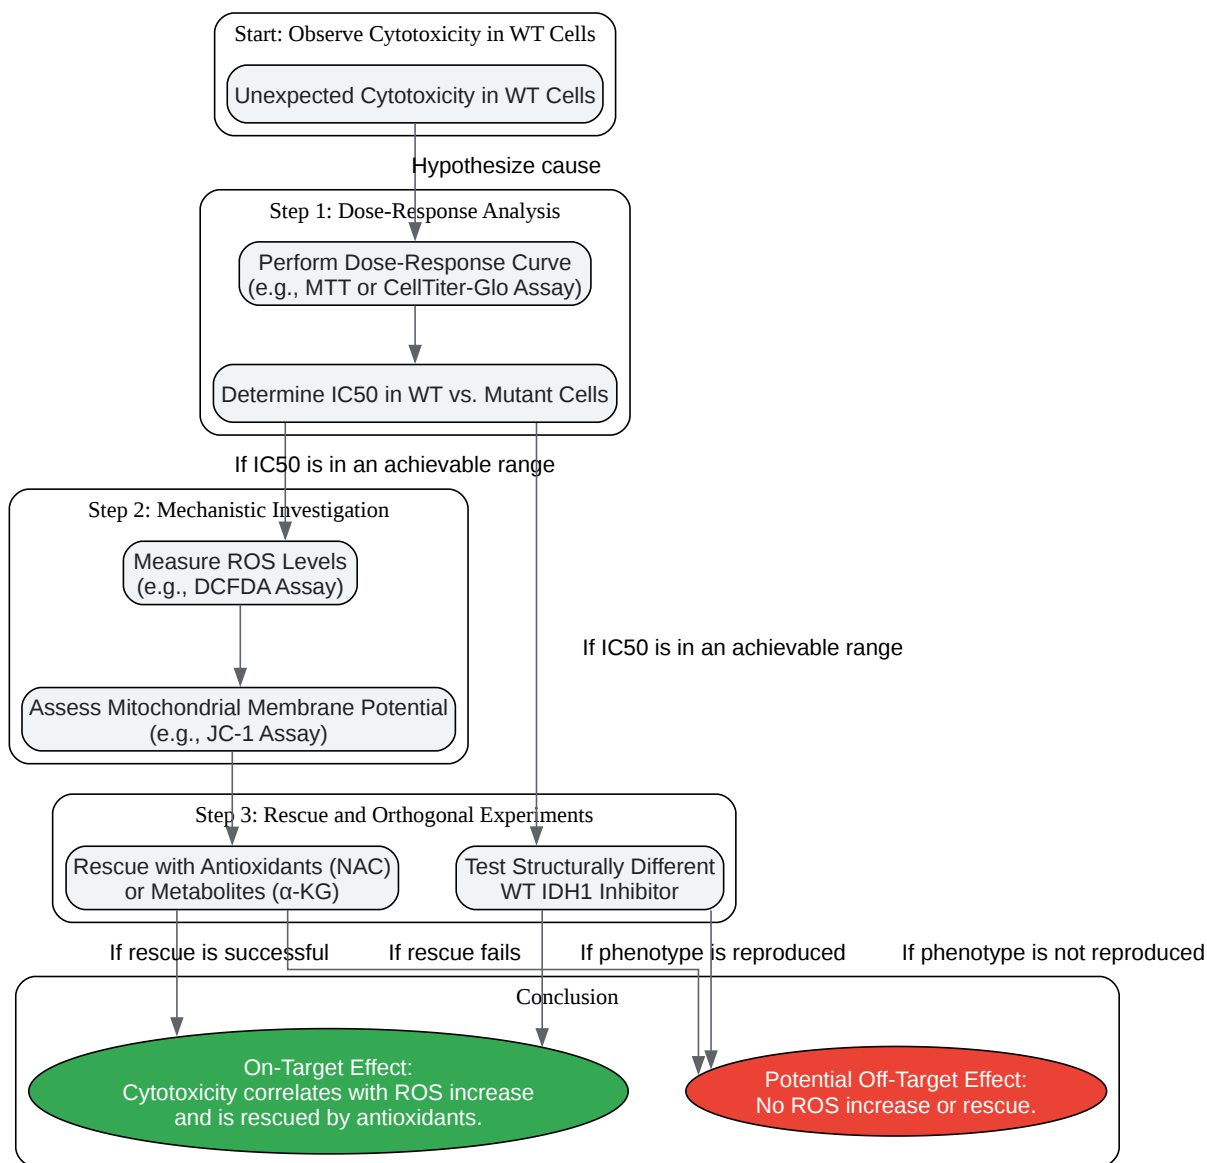 Start: Observe Cytotoxicity in WT Cells
Unexpected Cytotoxicity in WT Cells
Hypothesize cause
Step 1: Dose-Response Analysis
Perform Dose-Response Curve
(e.g., MTT or CellTiter-Glo Assay)
Determine IC50 in WT vs. Mutant Cells
If IC50 is in an achievable range
Step 2: Mechanistic Investigation
Measure ROS Levels
(e.g., DCFDA Assay)
If IC50 is in an achievable range
Assess Mitochondrial Membrane Potential
(e.g., JC-1 Assay)
Step 3: Rescue and Orthogonal Experiments
Rescue with Antioxidants (NAC)
or Metabolites (α-KG)
Test Structurally Different
WT IDH1 Inhibitor
If rescue is successful
If rescue fails
If phenotype is reproduced
If phenotype is not reproduced
Conclusion
On-Target Effect:
Cytotoxicity correlates with ROS increase
and is rescued by antioxidants.
Potential Off-Target Effect:
No ROS increase or rescue.